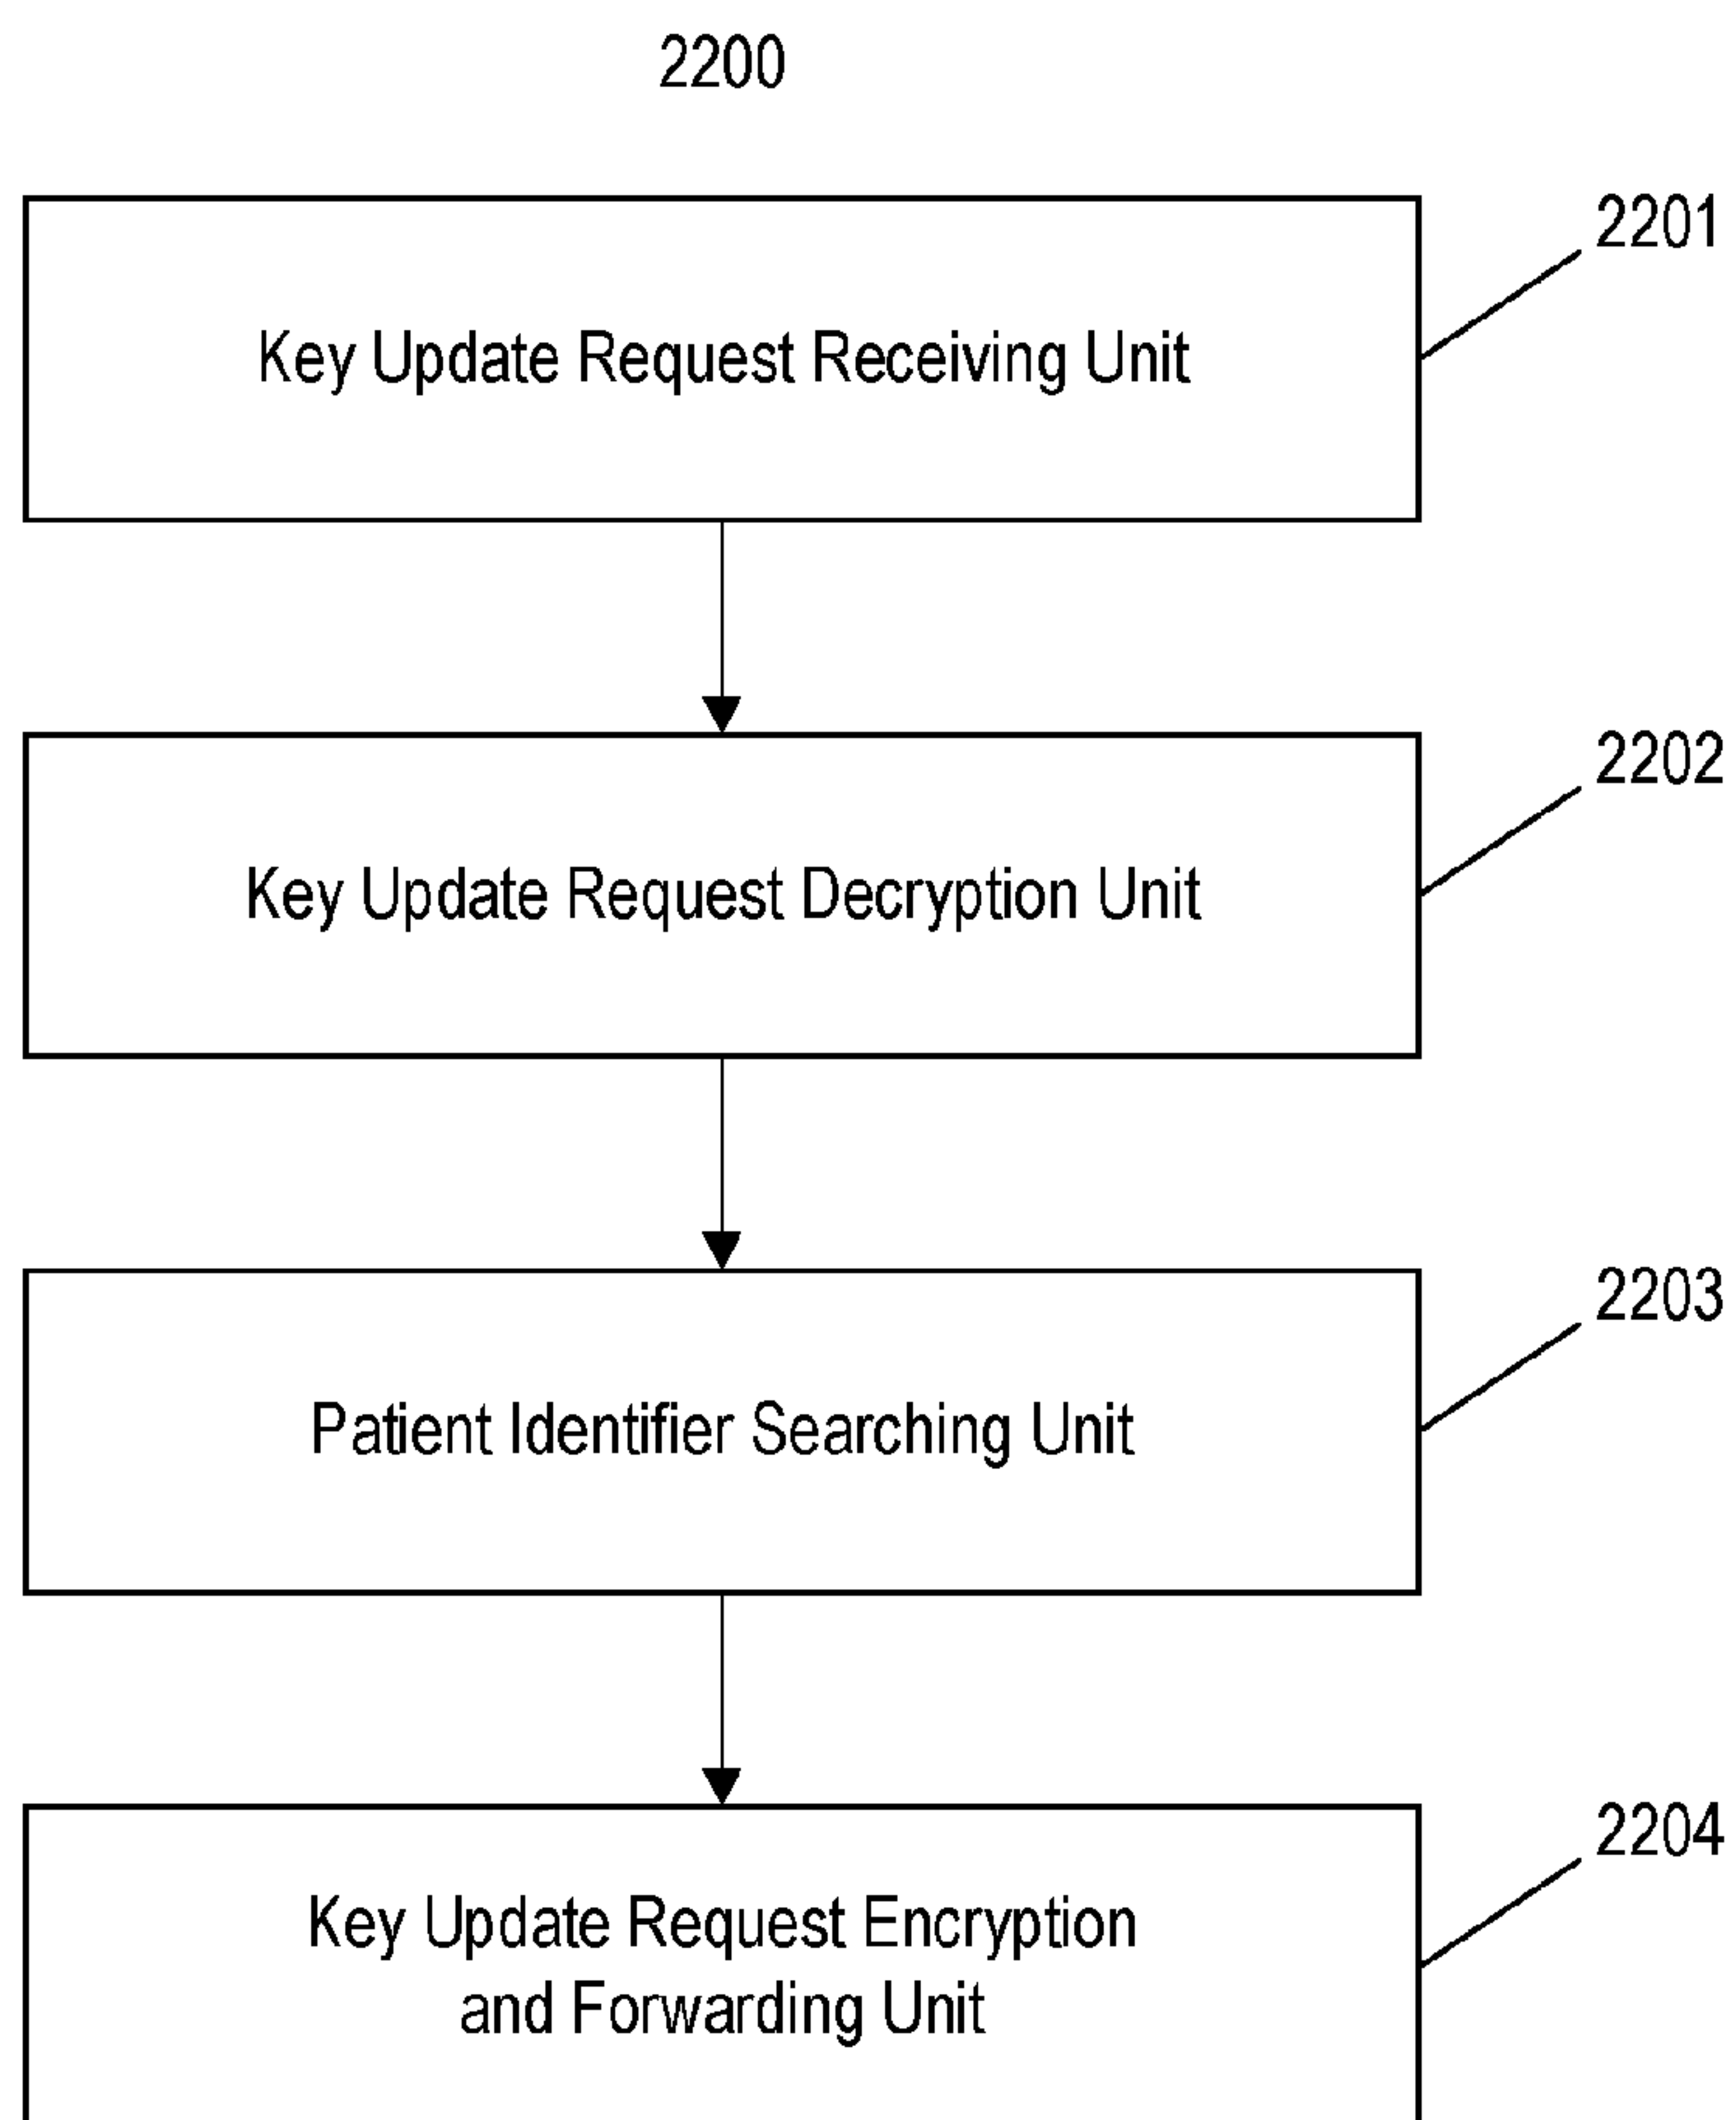 2200
2201
Key Update Request Receiving Unit
2202
Key Update Request Decryption Unit
2203
Patient Identifier Searching Unit
2204
Key Update Request Encryption
and Forwarding Unit